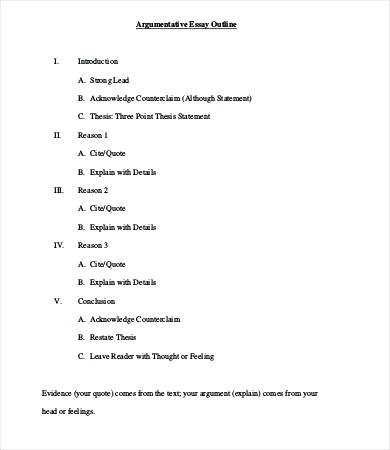 Argumentative Essay Outline
I. Introduction
A. Strong Lead
B. Acknowledge Counterclaim (Although Statement)
C. Thesis: Three Point Thesis Statement
II. Reason 1
A. Cite/Quote
B. Explain with Details
III. Reason 2
A. Cite/Quote
B. Explain with Details
IV. Reason 3
A. Cite/Quote
B. Explain with Details
V. Conclusion
A. Acknowledge Counterclaim
B. Restate Thesis
C. Leave Reader with Thought or Feeling
Evidence (your quote) comes from the text; your argument (explain) comes from your
head or feelings.